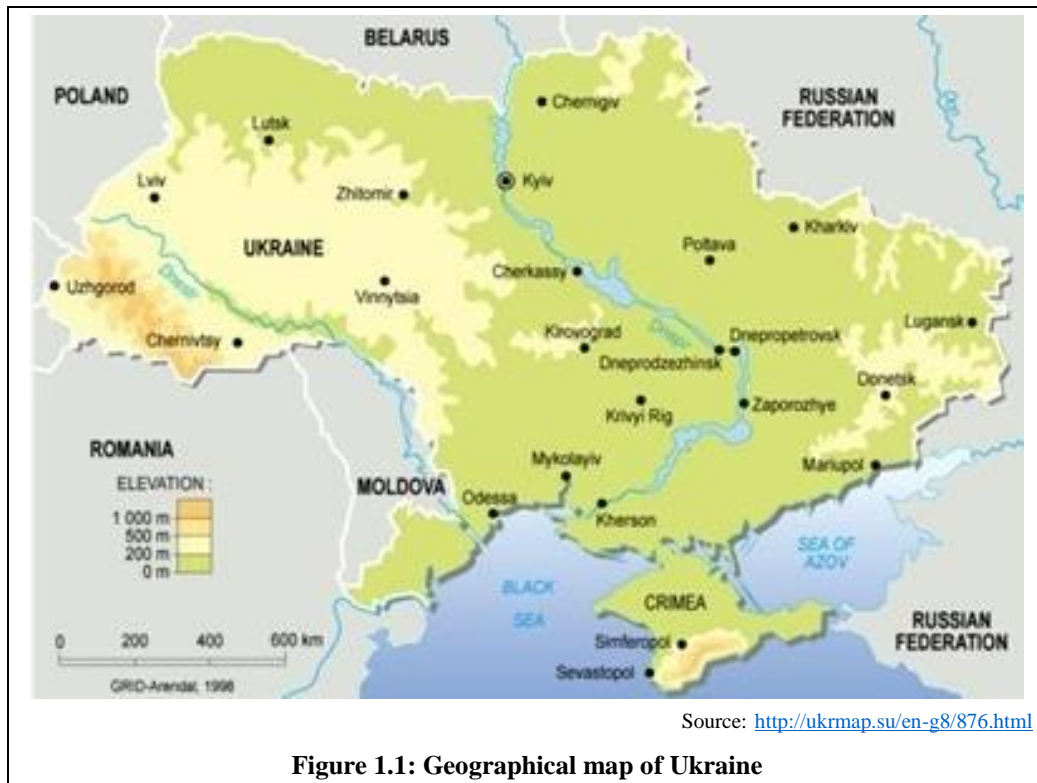 BELARUS
POLAND
RUSSIAN
FEDERATION
Chernigiv
Lutsk
Kyiv
Lviv
Zhitomir
Kharkiv
UKRAINE
Poltava
Cherkassy
Uzhgorod
Vinnytsia
Lugansk
Kirovograd
Chernivtsy
Dnepropetrovsk
Dneprodzezhinsk
Donetsk
Krivyi Rig
Zaporozhye
ROMANIA
Mykolayiv
Mariupol
ELEVATION :
MOLDOVA
Odessa
Kherson
1 000 m
500 m
200 m
0 m
SEA OF
AZOV
BLACK
SEA
CRIMEA
RUSSIAN
FEDERATION
0 200 400 600 km
Simferopol
Sevastopol
GRID-Arendal, 1998
Source: http://ukrmap.su/en-g8/876.html
Figure 1.1: Geographical map of Ukraine